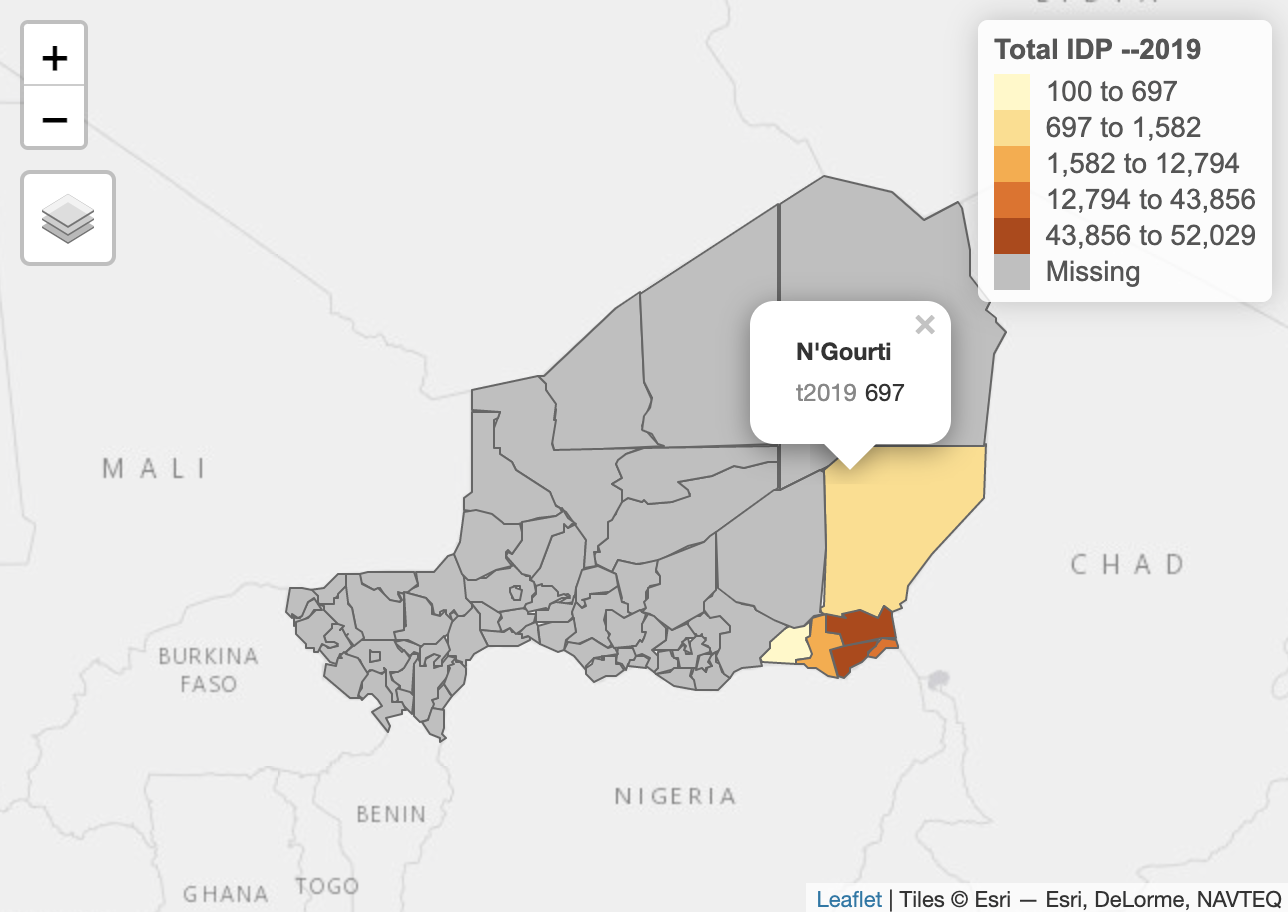 +
−
Total IDP --2019
100 to 697
697 to 1,582
1,582 to 12,794
12,794 to 43,856
43,856 to 52,029
Missing
×
N'Gourti
t2019 697
MALI
CHAD
BURKINA
FASO
NIGERIA
BENIN
GHANA
TOGO
Leaflet | Tiles © Esri — Esri, DeLorme, NAVTEQ